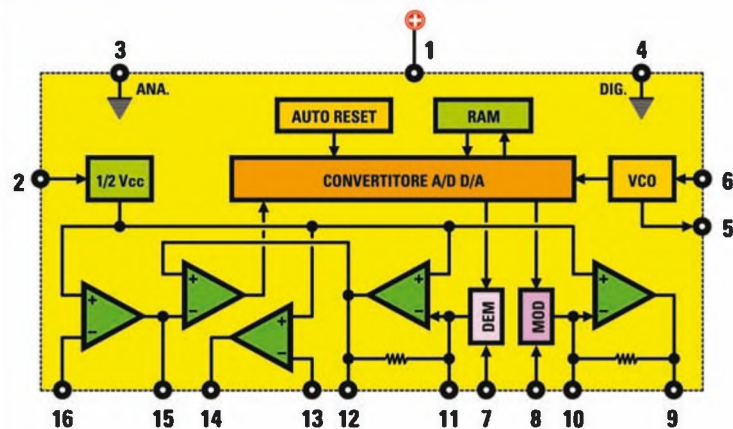 3 1 4
ANA. DIG.
AUTO RESET RAM
2 1/2 Vcc CONVERTITORE A/D D/A VCO 6
5
+ + + +
− − − −
DEM MOD
+
−
16 15 14 13 12 11 7 8 10 9